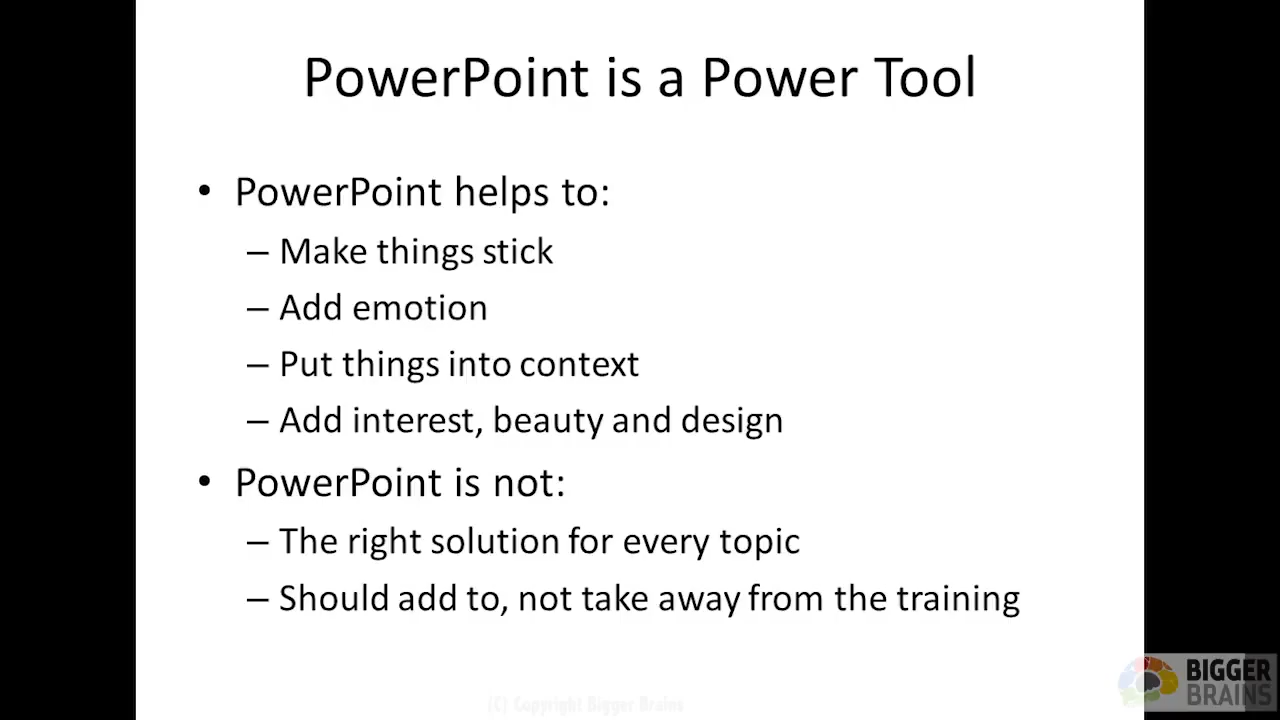 PowerPoint is a Power Tool
• PowerPoint helps to:
– Make things stick
– Add emotion
– Put things into context
– Add interest, beauty and design
• PowerPoint is not:
– The right solution for every topic
– Should add to, not take away from the training
BIGGER
BRAINS
(C) Copyright Bigger Brains